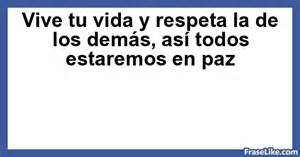 Vive tu vida y respeta la de
los demás, así todos
estaremos en paz
FraseLike.com